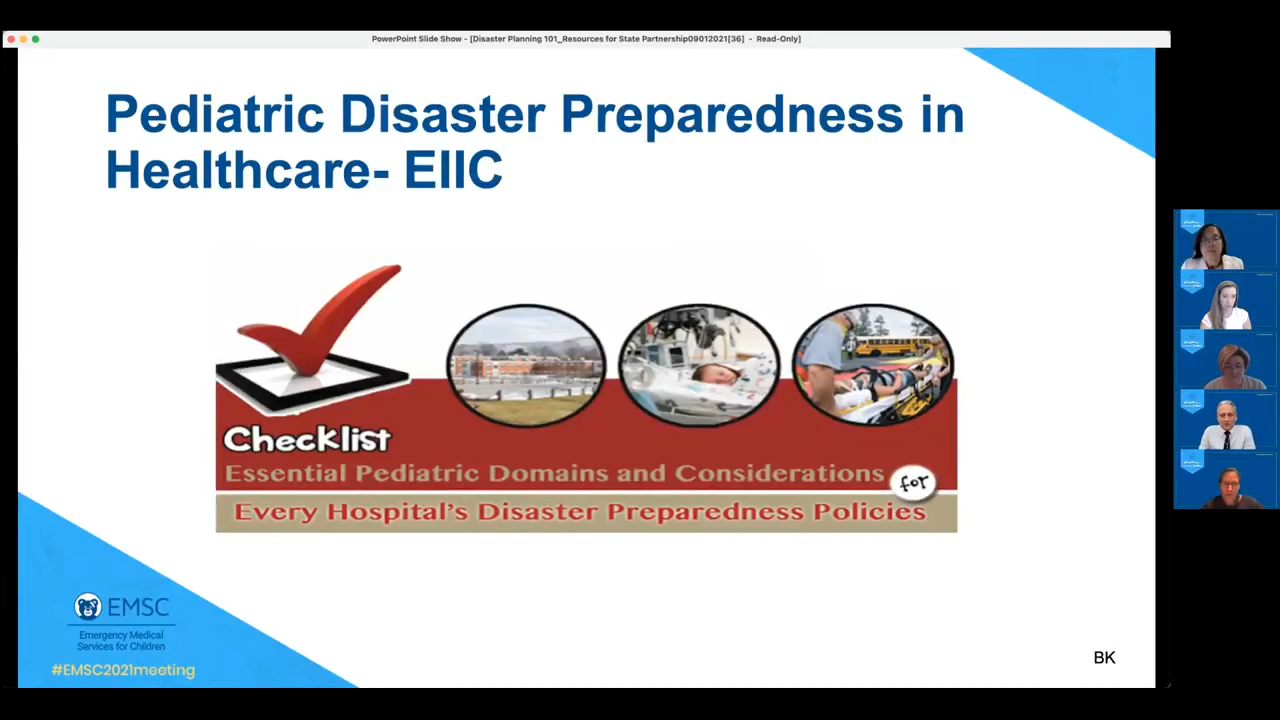 PowerPoint Slide Show - [Disaster Planning 101_Resources for State Partnership09012021[36] - Read-Only]
Pediatric Disaster Preparedness in
Healthcare- EIIC
Checklist
Essential Pediatric Domains and Considerations
for
Every Hospital's Disaster Preparedness Policies
EMSC
Emergency Medical
Services for Children
#EMSC2021meeting
BK